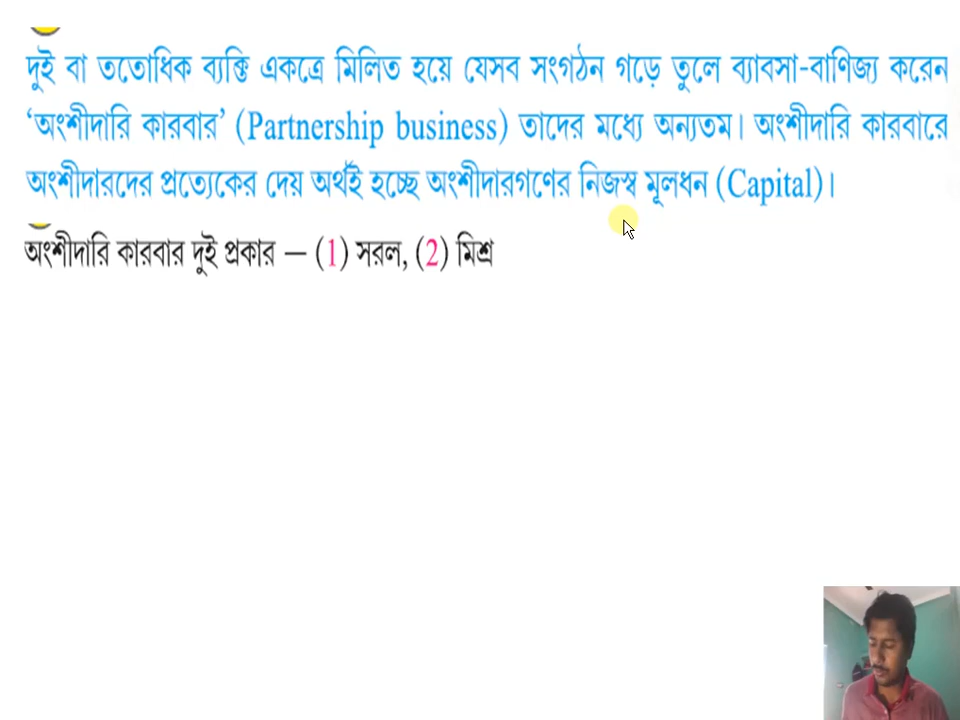 দুই বা ততোধিক ব্যক্তি একত্রে মিলিত হয়ে যেসব সংগঠন গড়ে তুলে ব্যাবসা-বাণিজ্য করেন
‘অংশীদারি কারবার’ (Partnership business) তাদের মধ্যে অন্যতম। অংশীদারি কারবারে
অংশীদারদের প্রত্যেকের দেয় অর্থই হচ্ছে অংশীদারগণের নিজস্ব মূলধন (Capital)।
অংশীদারি কারবার দুই প্রকার — (1) সরল, (2) মিশ্র